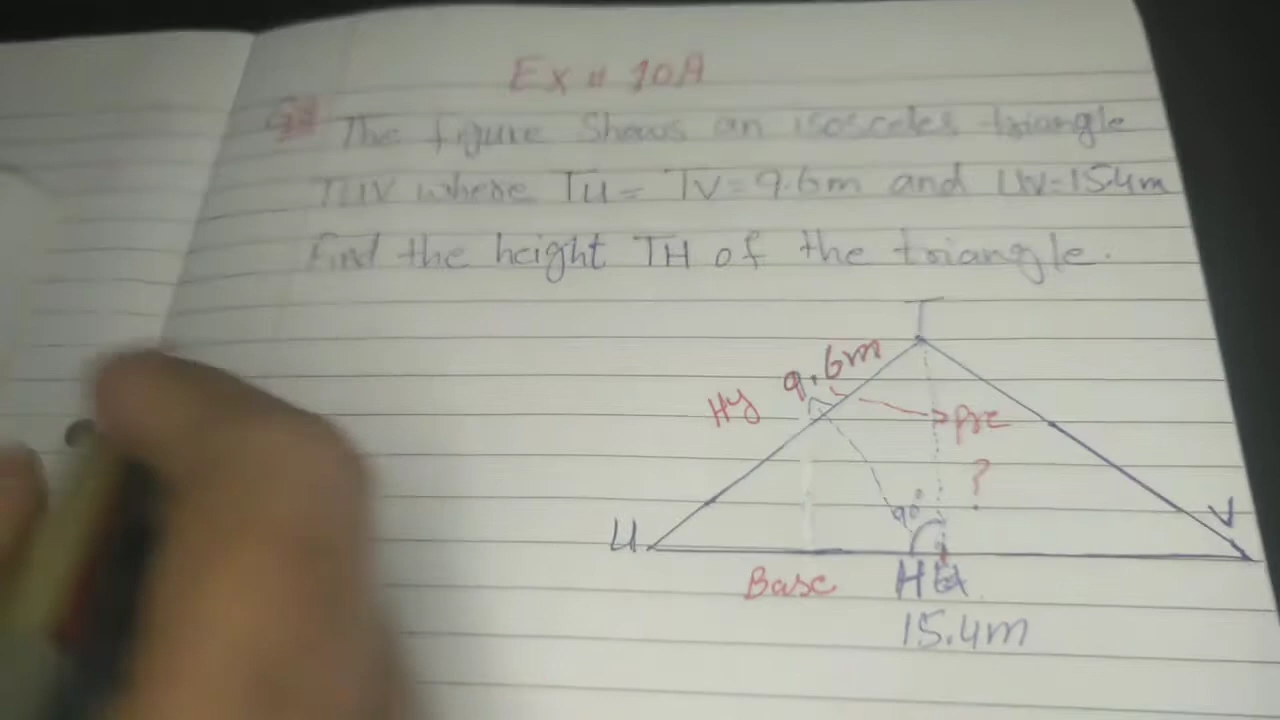 Ex # 10A
The figure shows an isosceles triangle
TUV where TU = TV = 9.6m and UV = 15.4m
Find the height TH of the triangle.
T
9.6m
Hy
Pre
?
90°
U
V
Base
H
15.4m